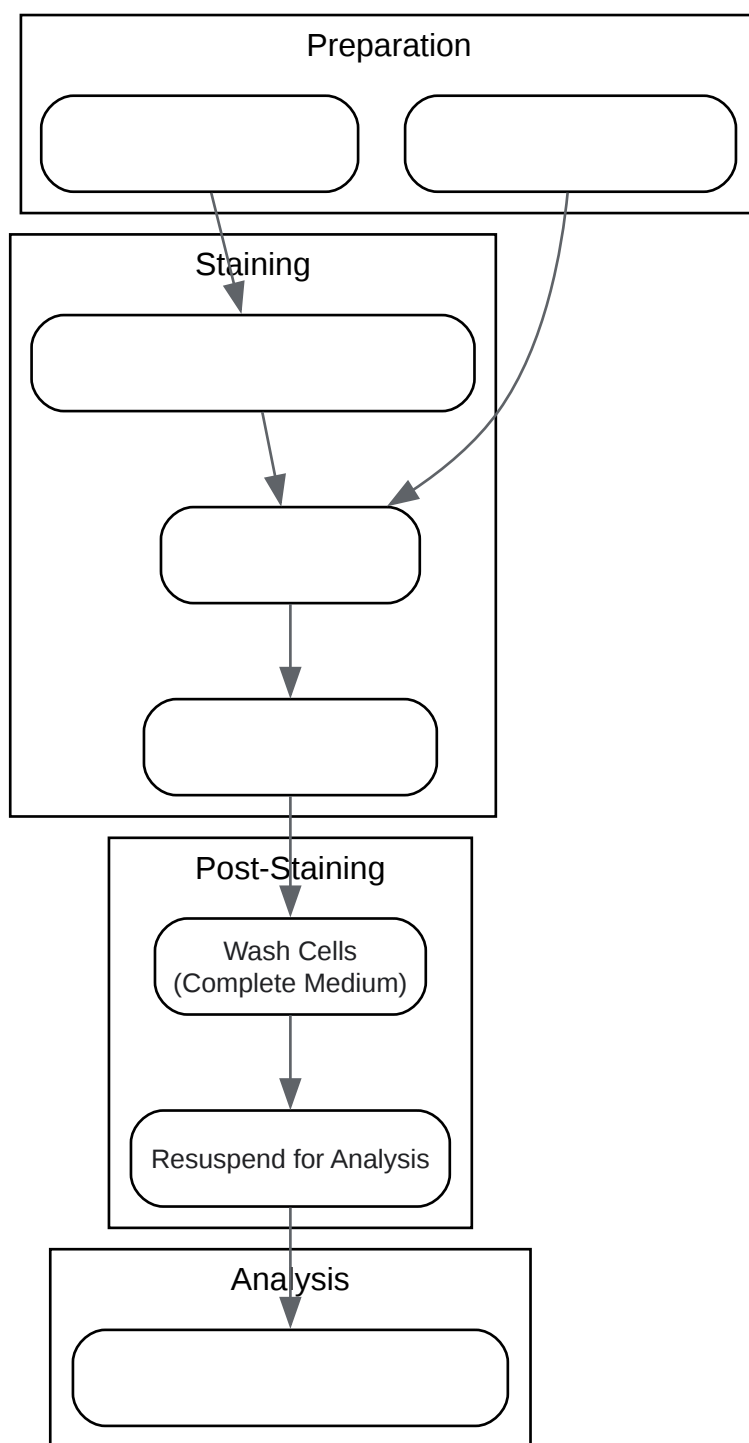 Preparation
Staining
Post-Staining
Wash Cells
(Complete Medium)
Resuspend for Analysis
Analysis